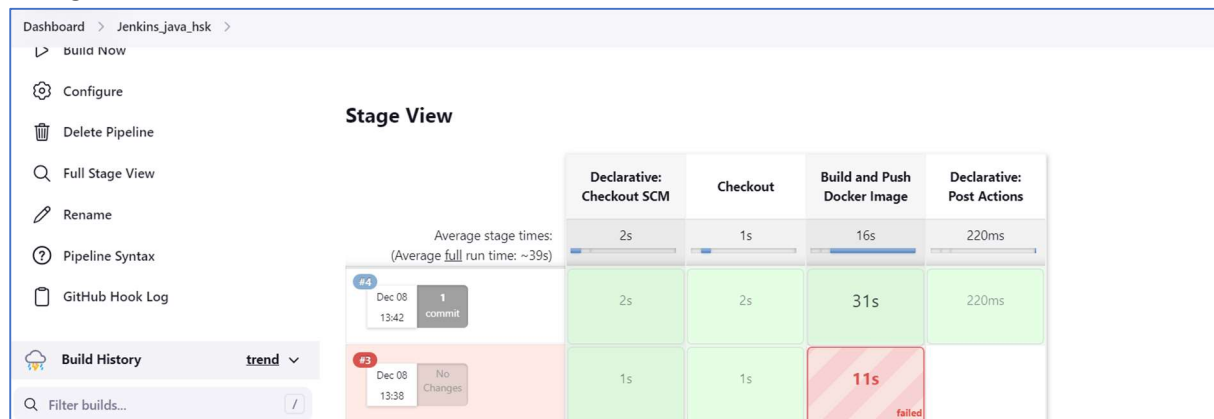 Dashboard > Jenkins_java_hsk >
Build Now
Configure
Delete Pipeline
Full Stage View
Rename
Pipeline Syntax
GitHub Hook Log
Build History trend
Filter builds... /
Stage View
Declarative: Checkout SCM
Checkout
Build and Push Docker Image
Declarative: Post Actions
Average stage times:
(Average full run time: ~39s)
2s 1s 16s 220ms
#4
Dec 08
13:42
1
commit
2s 2s 31s 220ms
#3
Dec 08
13:38
No
Changes
1s 1s 11s
failed